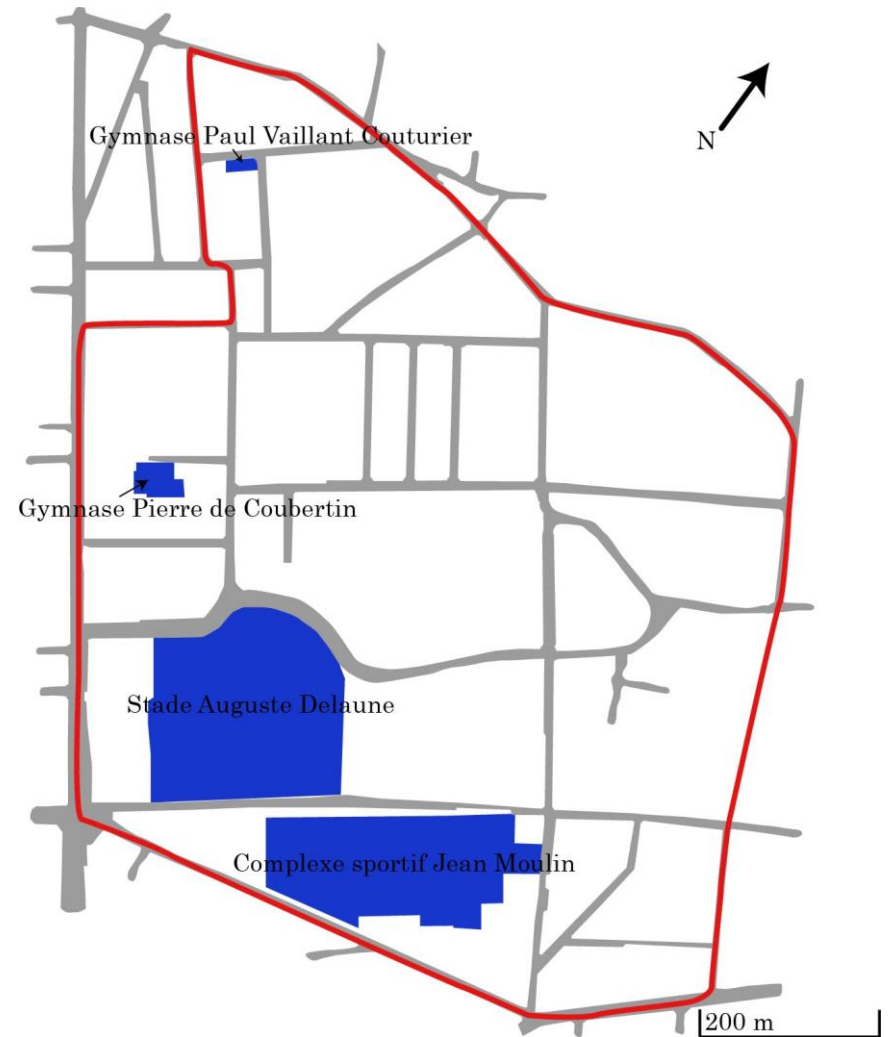 Gymnase Paul Vaillant Couturier
N
Gymnase Pierre de Coubertin
Stade Auguste Delaune
Complexe sportif Jean Moulin
200 m